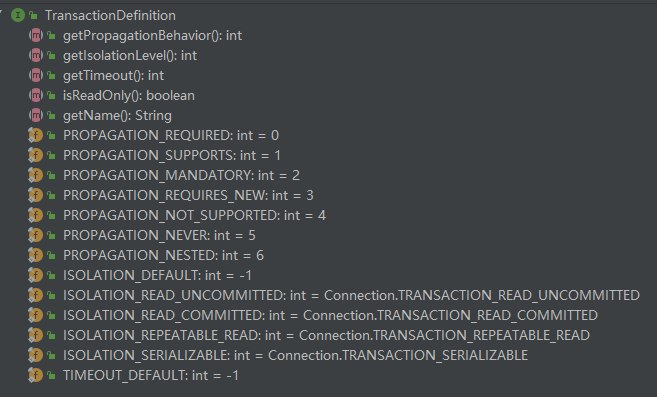 TransactionDefinition
getPropagationBehavior(): int
getIsolationLevel(): int
getTimeout(): int
isReadOnly(): boolean
getName(): String
PROPAGATION_REQUIRED: int = 0
PROPAGATION_SUPPORTS: int = 1
PROPAGATION_MANDATORY: int = 2
PROPAGATION_REQUIRES_NEW: int = 3
PROPAGATION_NOT_SUPPORTED: int = 4
PROPAGATION_NEVER: int = 5
PROPAGATION_NESTED: int = 6
ISOLATION_DEFAULT: int = -1
ISOLATION_READ_UNCOMMITTED: int = Connection.TRANSACTION_READ_UNCOMMITTED
ISOLATION_READ_COMMITTED: int = Connection.TRANSACTION_READ_COMMITTED
ISOLATION_REPEATABLE_READ: int = Connection.TRANSACTION_REPEATABLE_READ
ISOLATION_SERIALIZABLE: int = Connection.TRANSACTION_SERIALIZABLE
TIMEOUT_DEFAULT: int = -1